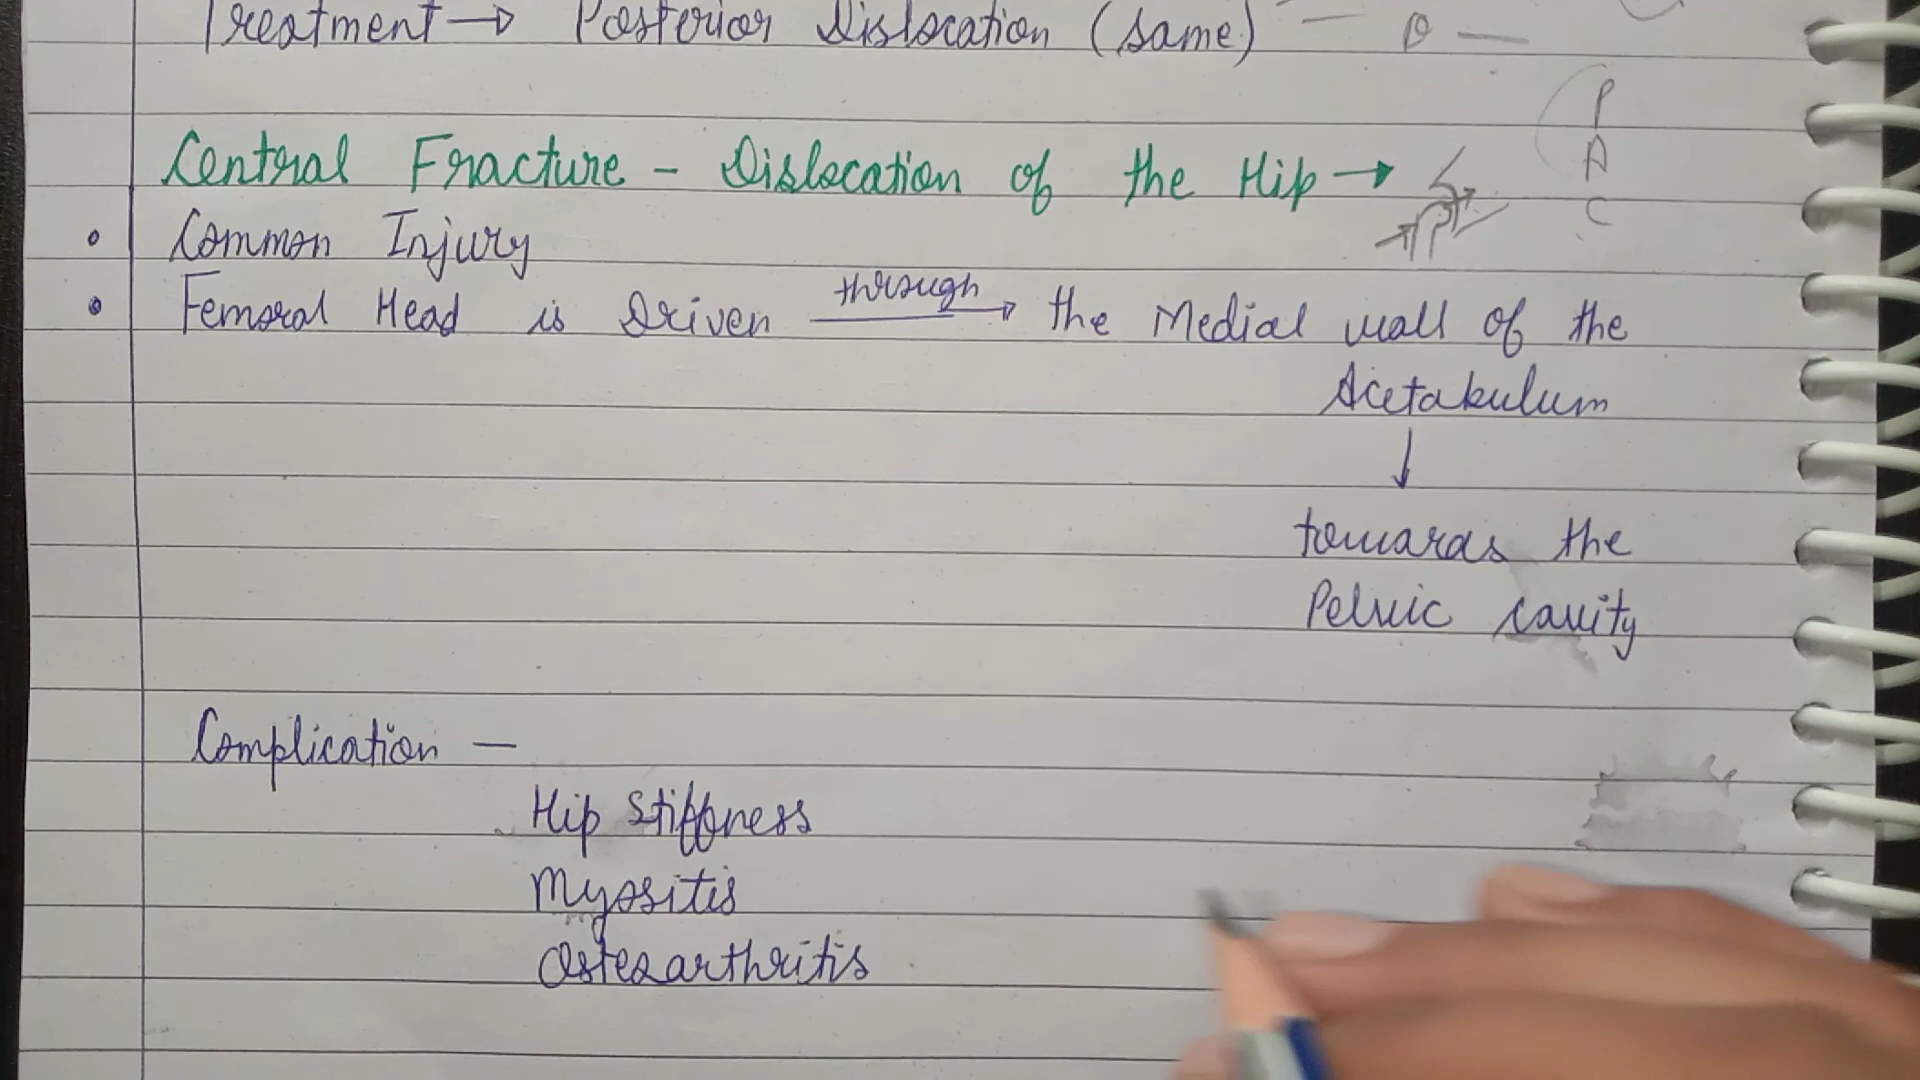 Treatment → Posterior Dislocation (same) —
P
A
C
Central Fracture - Dislocation of the Hip →
• Common Injury
• Femoral Head is Driven through → the Medial wall of the
Acetabulum
↓
towards the
Pelvic cavity
Complication —
Hip Stiffness
Myositis
Osteoarthritis